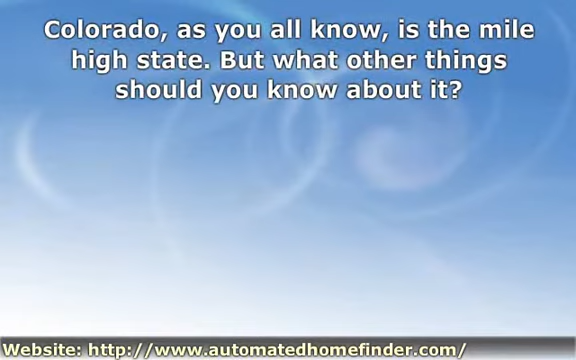 Colorado, as you all know, is the mile
high state. But what other things
should you know about it?
Website: http://www.automatedhomefinder.com/